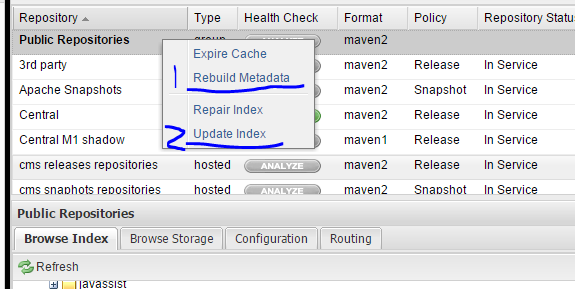 Repository Type Health Check Format Policy Repository Statu
Public Repositories group ANALYZE maven2
3rd party maven2 Release In Service
Apache Snapshots maven2 Snapshot In Service
Central maven2 Release In Service
Central M1 shadow maven1 Release In Service
cms releases repositories hosted ANALYZE maven2 Release In Service
cms snaphots repositories hosted ANALYZE maven2 Snapshot In Service
Expire Cache
1 Rebuild Metadata
Repair Index
2 Update Index
Public Repositories
Browse Index Browse Storage Configuration Routing
Refresh
javassist